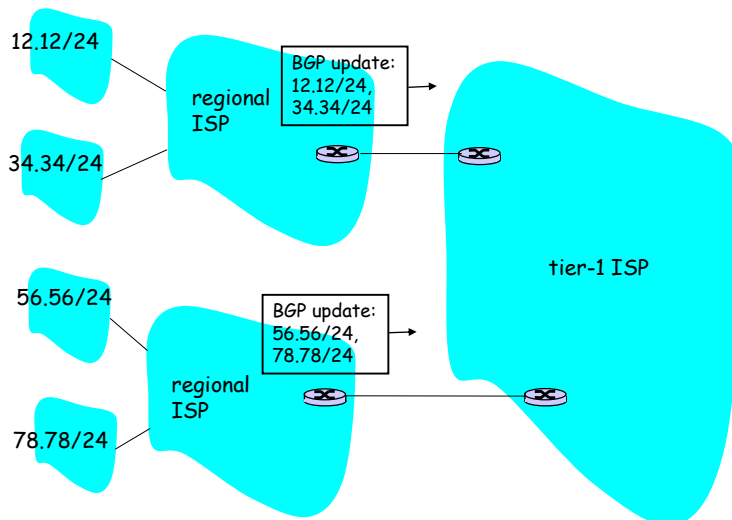 12.12/24
34.34/24
regional
ISP
BGP update:
12.12/24,
34.34/24
56.56/24
78.78/24
regional
ISP
BGP update:
56.56/24,
78.78/24
tier-1 ISP